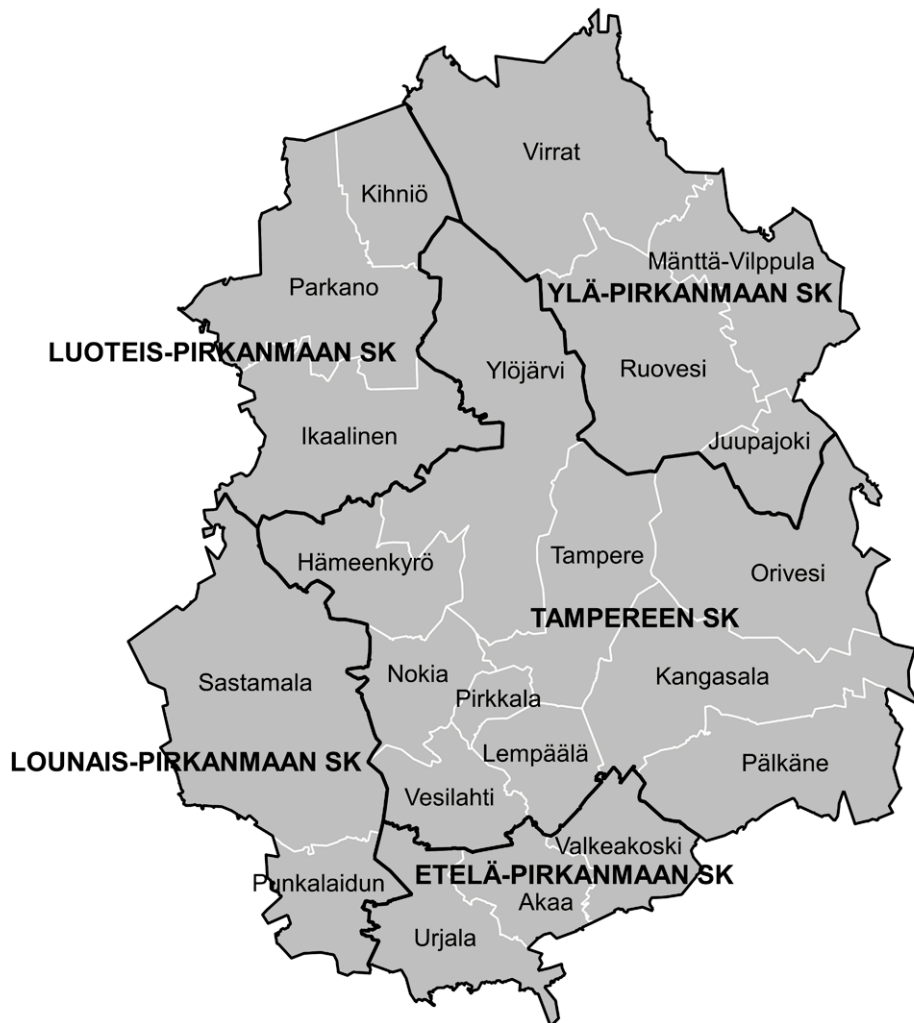 Virrat
Kihniö
Mänttä-Vilppula
Parkano
YLÄ-PIRKANMAAN SK
LUOTEIS-PIRKANMAAN SK
Ylöjärvi
Ruovesi
Ikaalinen
Juupajoki
Hämeenkyrö
Tampere
Orivesi
TAMPEREEN SK
Sastamala
Nokia
Kangasala
Pirkkala
Lempäälä
LOUNAIS-PIRKANMAAN SK
Pälkäne
Vesilahti
Valkeakoski
Punkalaidun
ETELÄ-PIRKANMAAN SK
Akaa
Urjala